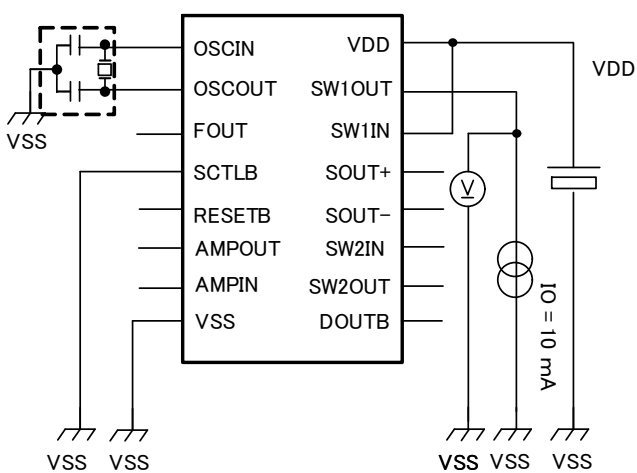 OSCIN
OSCOUT
FOUT
SCTLB
RESETB
AMPOUT
AMPIN
VSS
VDD
SW1OUT
SW1IN
SOUT+
SOUT−
SW2IN
SW2OUT
DOUTB
VSS
VDD
V
IO = 10 mA
VSS
VSS
VSS
VSS
VSS